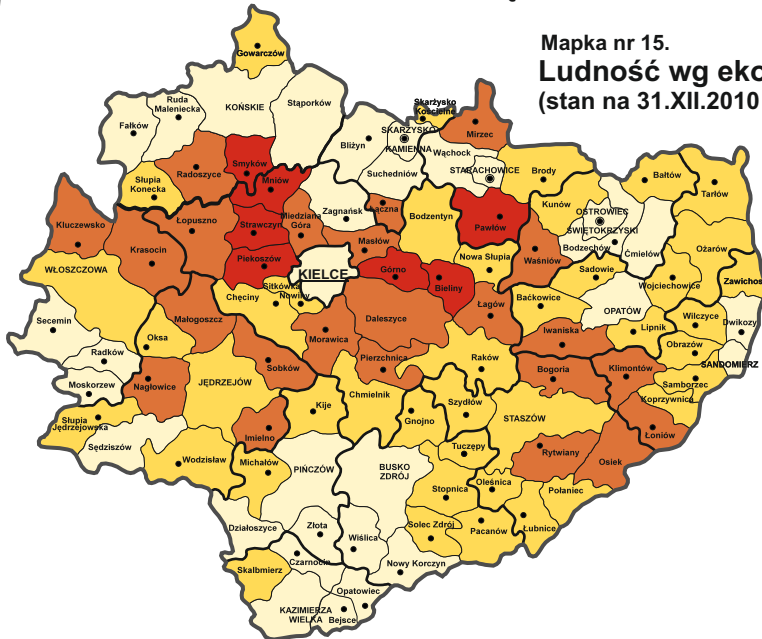 Mapka nr 15.
Ludność wg eko
(stan na 31.XII.2010
Gowarczów
Ruda
Maleniecka
KOŃSKIE
Stąporków
Fałków
Skarżysko
Kościelne
Mirzec
SKARŻYSKO
KAMIENNA
Bliżyn
Wąchock
Suchedniów
STARACHOWICE
Smyków
Radoszyce
Mniów
Słupia
Konecka
Brody
Bałtów
Tarłów
Kluczewsko
Łopuszno
Miedziana
Góra
Zagnańsk
Łączna
Bodzentyn
Kunów
OSTROWIEC
ŚWIĘTOKRZYSKI
Bodzechów
Ćmielów
Strawczyn
Pawłów
Krasocin
Masłów
Waśniów
Ożarów
Piekoszów
KIELCE
Górno
Nowa Słupia
Bieliny
Sadowie
Wojciechowice
Zawichos
WŁOSZCZOWA
Sitkówka
Nowiny
Chęciny
Łagów
Baćkowice
OPATÓW
Małogoszcz
Daleszyce
Lipnik
Wilczyce
Dwikozy
Secemin
Oksa
Morawica
Iwaniska
Obrazów
Radków
Sobków
Pierzchnica
Raków
Bogoria
Klimontów
SANDOMIERZ
Moskorzew
Nagłowice
JĘDRZEJÓW
Samborzec
Koprzywnica
Chmielnik
Kije
Gnojno
Szydłów
STASZÓW
Słupia
Jędrzejowska
Imielno
Łoniów
Sędziszów
Tuczępy
Rytwiany
Osiek
Wodzisław
Michałów
PIŃCZÓW
BUSKO
ZDRÓJ
Stopnica
Oleśnica
Połaniec
Działoszyce
Złota
Wiślica
Solec Zdrój
Pacanów
Łubnice
Skalbmierz
Czarnocin
Nowy Korczyn
Opatowiec
KAZIMIERZA
WIELKA
Bejsce